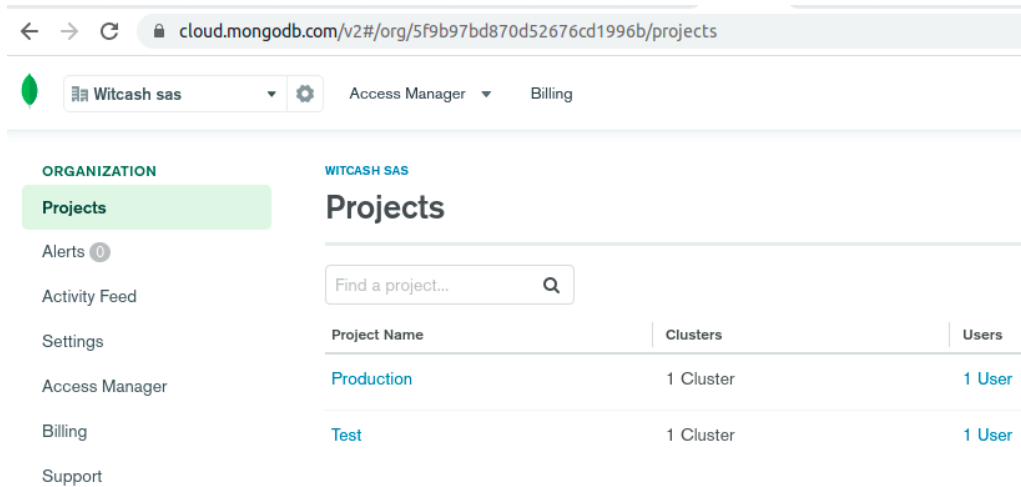 cloud.mongodb.com/v2#/org/5f9b97bd870d52676cd1996b/projects
Witcash sas
Access Manager
Billing
ORGANIZATION
Projects
Alerts 0
Activity Feed
Settings
Access Manager
Billing
Support
WITCASH SAS
Projects
Find a project...
Project Name Clusters Users
Production 1 Cluster 1 User
Test 1 Cluster 1 User